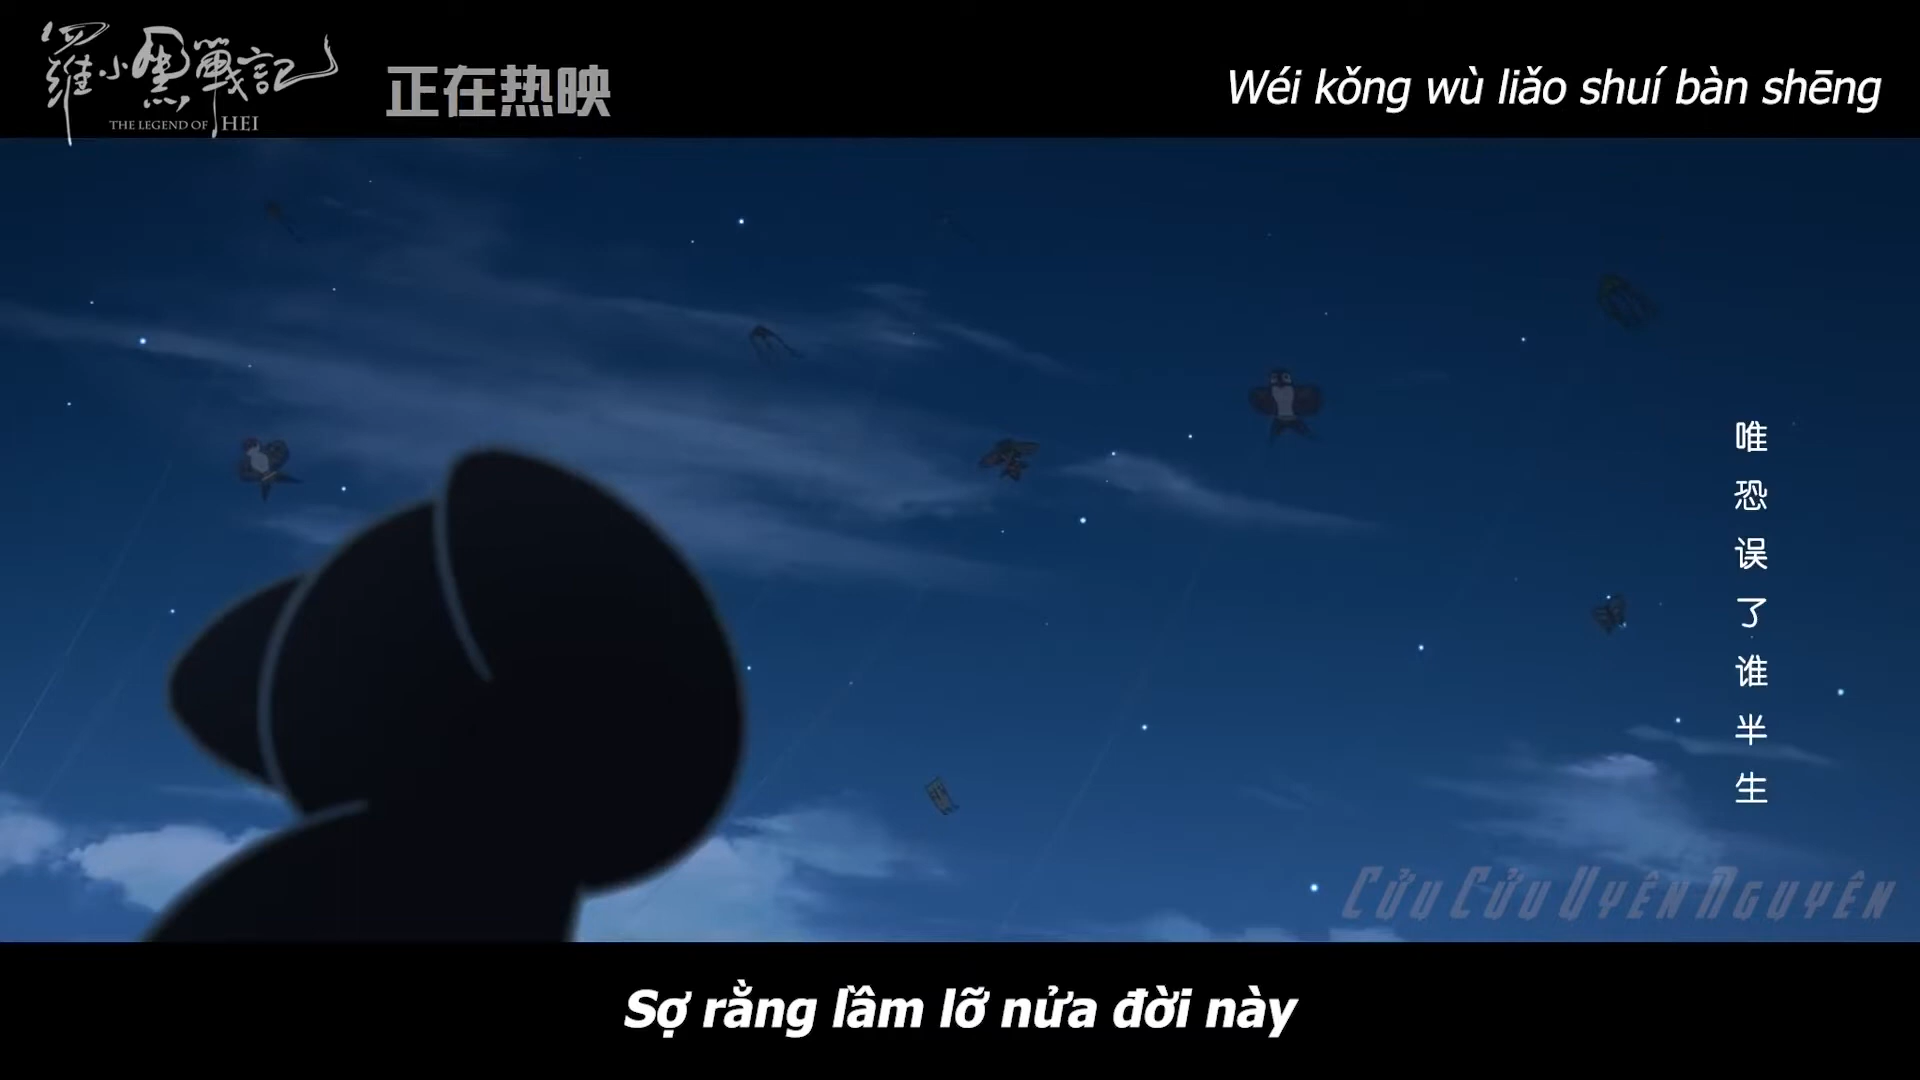 羅小黑戰記
THE LEGEND OF HEI
正在热映
Wéi kǒng wù liǎo shuí bàn shēng
唯恐误了谁半生
Cửu Cửu Uyên Nguyên
Sợ rằng lầm lỡ nửa đời này